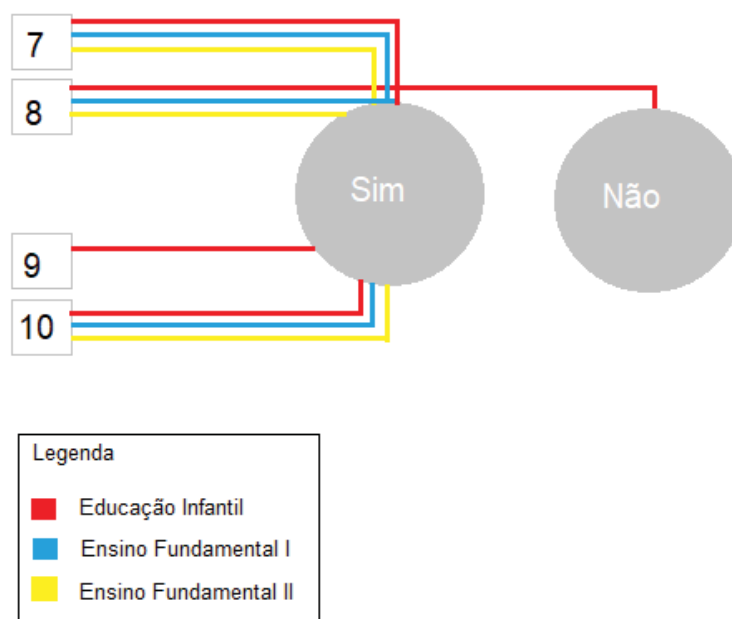 7
8
Sim
Não
9
10
Legenda
Educação Infantil
Ensino Fundamental I
Ensino Fundamental II